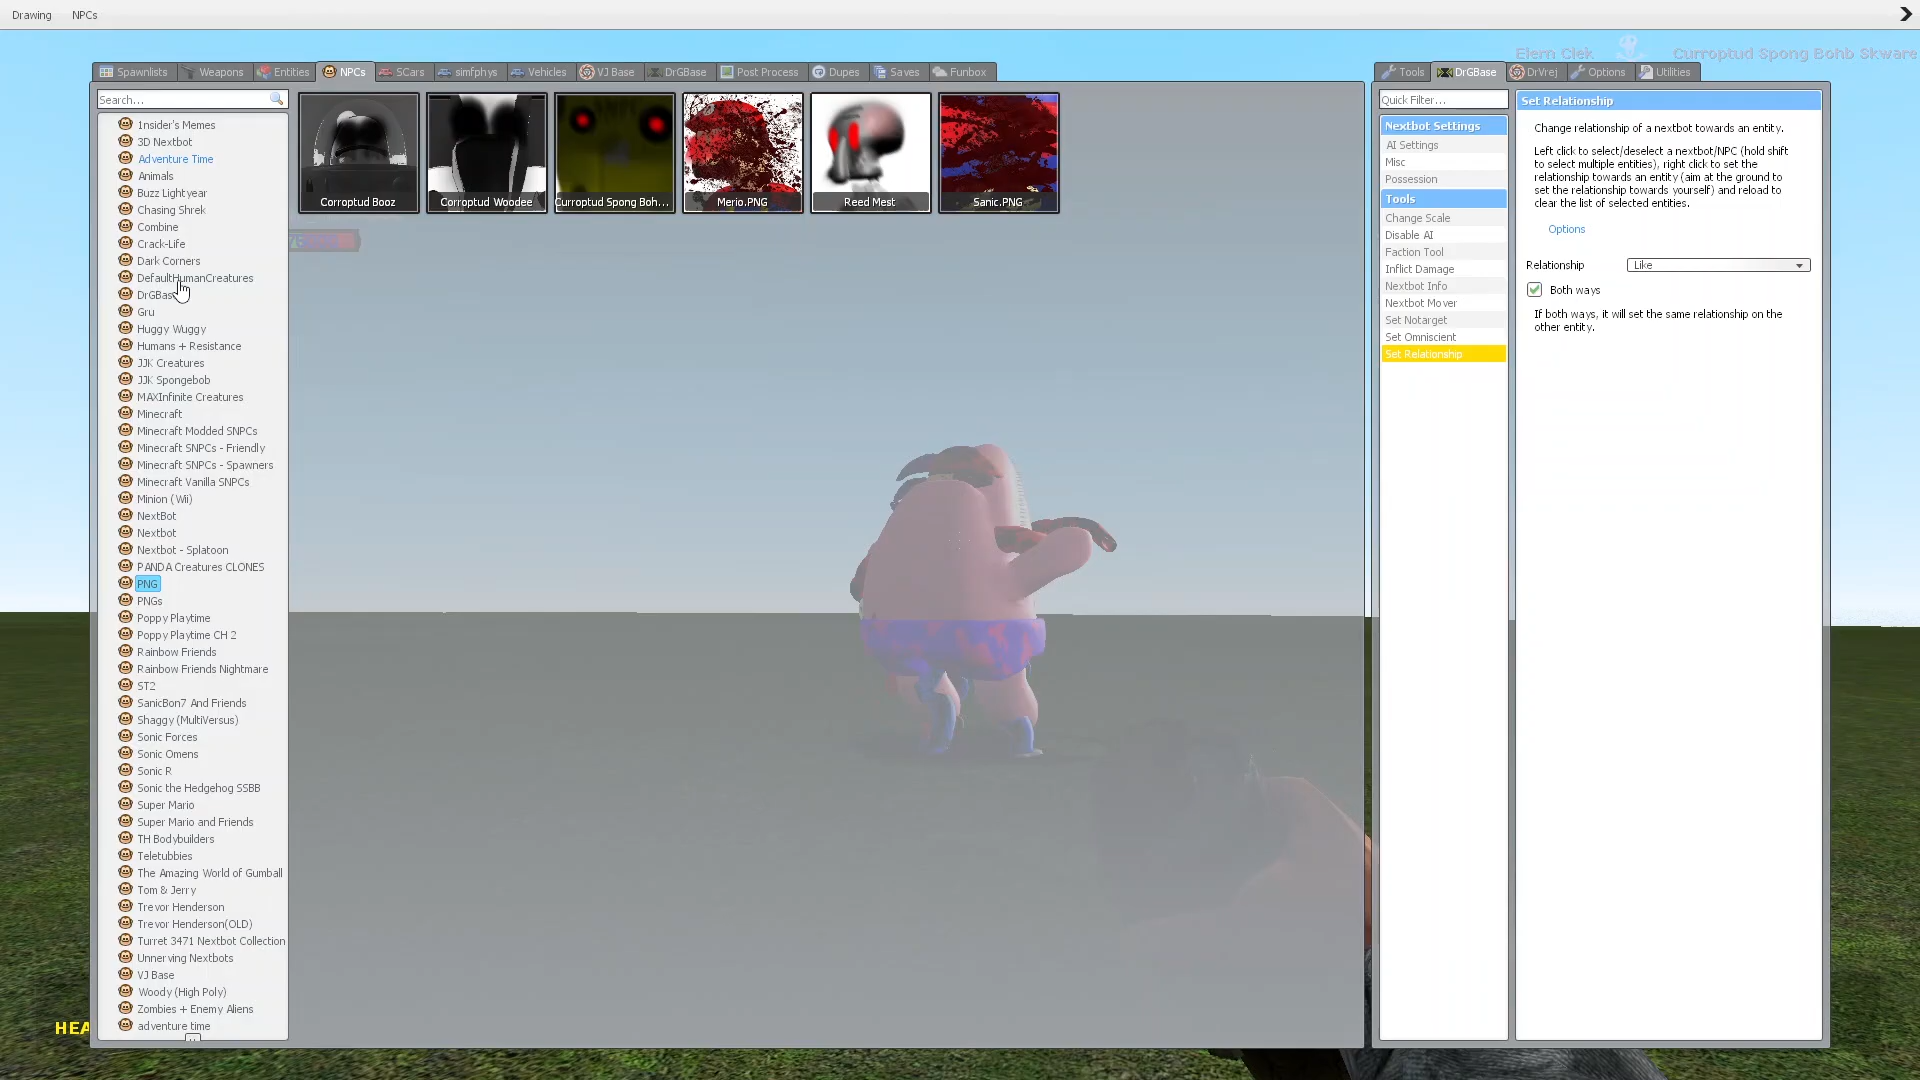 Drawing NPCs
Elern Clek Curroptud Spong Bohb Skware
Spawnlists Weapons Entities NPCs SCars simfphys Vehicles VJ Base DrGBase Post Process Dupes Saves Funbox
Search...
1nsider's Memes
3D Nextbot
Adventure Time
Animals
Buzz Lightyear
Chasing Shrek
Combine
Crack-Life
Dark Corners
DefaultHumanCreatures
DrGBase
Gru
Huggy Wuggy
Humans + Resistance
JJK Creatures
JJK Spongebob
MAXInfinite Creatures
Minecraft
Minecraft Modded SNPCs
Minecraft SNPCs - Friendly
Minecraft SNPCs - Spawners
Minecraft Vanilla SNPCs
Minion (Wii)
NextBot
Nextbot
Nextbot - Splatoon
PANDA Creatures CLONES
PNG
PNGs
Poppy Playtime
Poppy Playtime CH 2
Rainbow Friends
Rainbow Friends Nightmare
ST2
SanicBon7 And Friends
Shaggy (MultiVersus)
Sonic Forces
Sonic Omens
Sonic R
Sonic the Hedgehog SSBB
Super Mario
Super Mario and Friends
TH Bodybuilders
Teletubbies
The Amazing World of Gumball
Tom & Jerry
Trevor Henderson
Trevor Henderson(OLD)
Turret 3471 Nextbot Collection
Unnerving Nextbots
VJ Base
Woody (High Poly)
Zombies + Enemy Aliens
adventure time
HEA
Corroptud Booz
Corroptud Woodee
Curroptud Spong Boh...
Merio.PNG
Reed Mest
Sanic.PNG
Tools DrGBase DrVrej Options Utilities
Quick Filter...
Nextbot Settings
AI Settings
Misc
Possession
Tools
Change Scale
Disable AI
Faction Tool
Inflict Damage
Nextbot Info
Nextbot Mover
Set Notarget
Set Omniscient
Set Relationship
Set Relationship
Change relationship of a nextbot towards an entity.
Left click to select/deselect a nextbot/NPC (hold shift
to select multiple entities), right click to set the
relationship towards an entity (aim at the ground to
set the relationship towards yourself) and reload to
clear the list of selected entities.
Options
Relationship Like
Both ways
If both ways, it will set the same relationship on the
other entity.